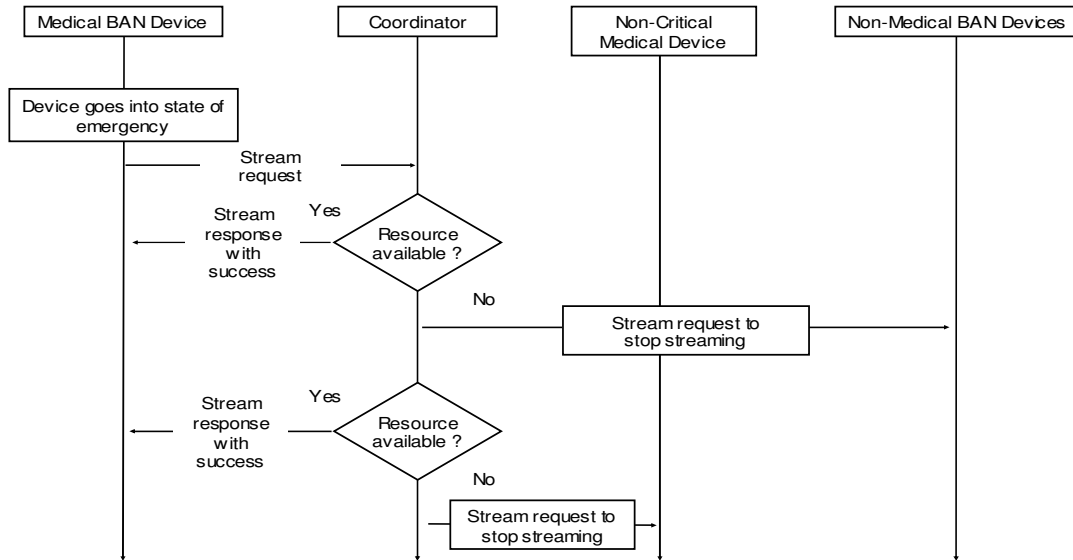 Medical BAN Device
Coordinator
Non-Critical
Medical Device
Non-Medical BAN Devices
Device goes into state of
emergency
Stream
request
Yes
Stream
response
with
success
Resource
available ?
No
Stream request to
stop streaming
Yes
Stream
response
with
success
Resource
available ?
No
Stream request to
stop streaming